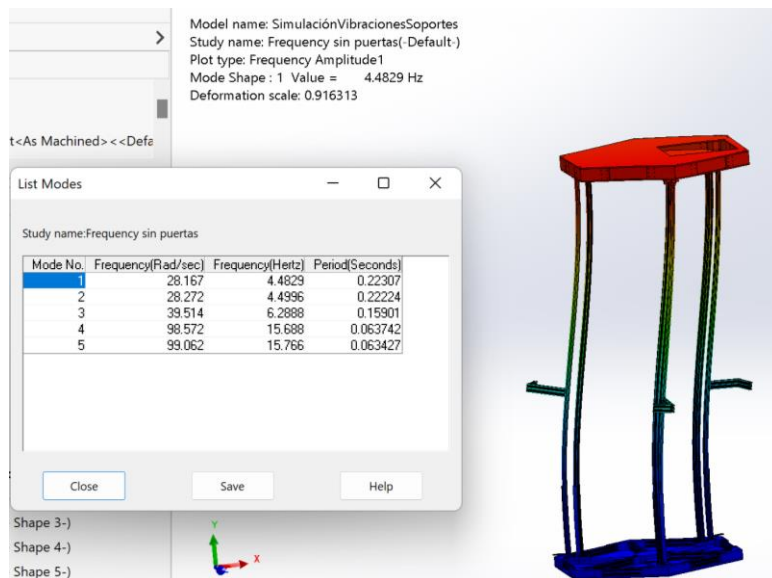 Model name: SimulaciónVibracionesSoportes
Study name: Frequency sin puertas(-Default-)
Plot type: Frequency Amplitude1
Mode Shape : 1 Value = 4.4829 Hz
Deformation scale: 0.916313
t<As Machined><<Defa
List Modes
Study name:Frequency sin puertas
Mode No. Frequency(Rad/sec) Frequency(Hertz) Period(Seconds)
1 28.167 4.4829 0.22307
2 28.272 4.4996 0.22224
3 39.514 6.2888 0.15901
4 98.572 15.688 0.063742
5 99.062 15.766 0.063427
Close Save Help
Shape 3-)
Shape 4-)
Shape 5-)
Y
X